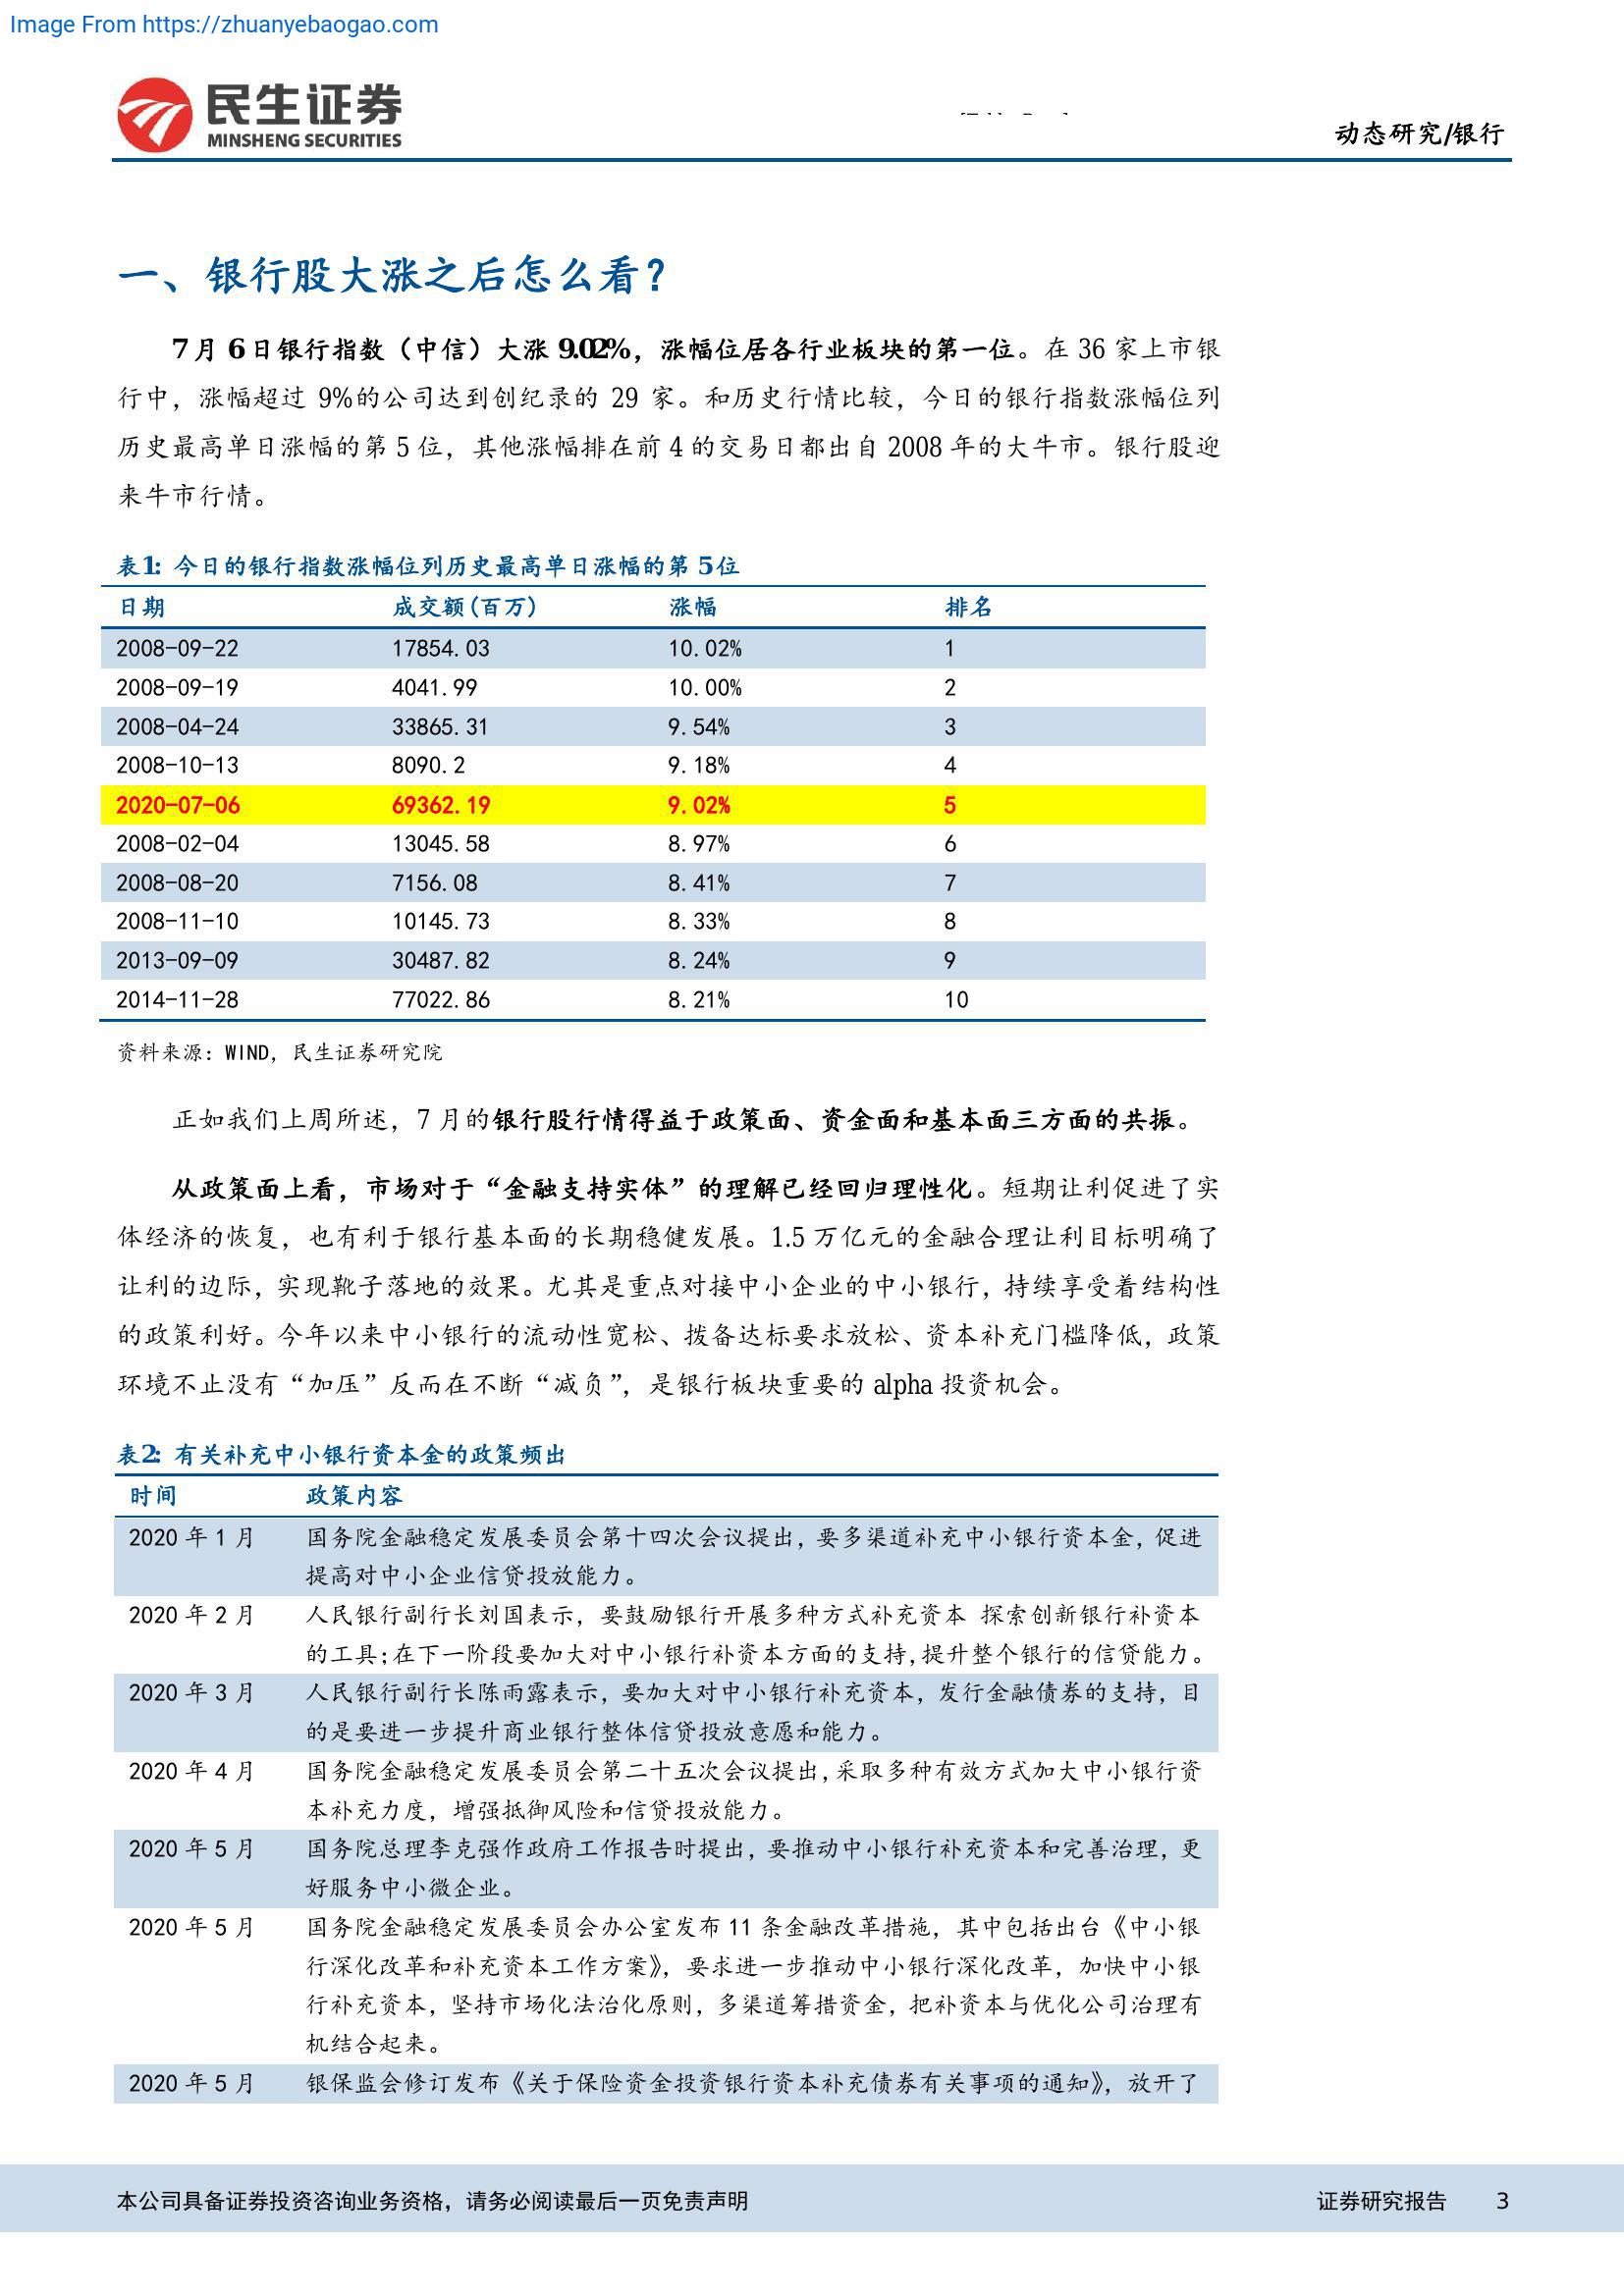 Image From https://zhuanyebaogao.com
民生证券
MINSHENG SECURITIES
动态研究/银行
一、银行股大涨之后怎么看？
7月6日银行指数（中信）大涨9.02%，涨幅位居各行业板块的第一位。在 36 家上市银
行中，涨幅超过 9%的公司达到创纪录的 29 家。和历史行情比较，今日的银行指数涨幅位列
历史最高单日涨幅的第 5 位，其他涨幅排在前 4 的交易日都出自 2008 年的大牛市。银行股迎
来牛市行情。
表1: 今日的银行指数涨幅位列历史最高单日涨幅的第 5位
日期 成交额(百万) 涨幅 排名
2008-09-22 17854.03 10.02% 1
2008-09-19 4041.99 10.00% 2
2008-04-24 33865.31 9.54% 3
2008-10-13 8090.2 9.18% 4
2020-07-06 69362.19 9.02% 5
2008-02-04 13045.58 8.97% 6
2008-08-20 7156.08 8.41% 7
2008-11-10 10145.73 8.33% 8
2013-09-09 30487.82 8.24% 9
2014-11-28 77022.86 8.21% 10
资料来源：WIND，民生证券研究院
正如我们上周所述，7 月的银行股行情得益于政策面、资金面和基本面三方面的共振。
从政策面上看，市场对于“金融支持实体”的理解已经回归理性化。短期让利促进了实
体经济的恢复，也有利于银行基本面的长期稳健发展。1.5 万亿元的金融合理让利目标明确了
让利的边际，实现靴子落地的效果。尤其是重点对接中小企业的中小银行，持续享受着结构性
的政策利好。今年以来中小银行的流动性宽松、拨备达标要求放松、资本补充门槛降低，政策
环境不止没有“加压”反而在不断“减负”，是银行板块重要的 alpha 投资机会。
表2: 有关补充中小银行资本金的政策频出
时间 政策内容
2020 年 1 月 国务院金融稳定发展委员会第十四次会议提出，要多渠道补充中小银行资本金，促进
提高对中小企业信贷投放能力。
2020 年 2 月 人民银行副行长刘国表示，要鼓励银行开展多种方式补充资本 探索创新银行补资本
的工具;在下一阶段要加大对中小银行补资本方面的支持,提升整个银行的信贷能力。
2020 年 3 月 人民银行副行长陈雨露表示，要加大对中小银行补充资本，发行金融债券的支持，目
的是要进一步提升商业银行整体信贷投放意愿和能力。
2020 年 4 月 国务院金融稳定发展委员会第二十五次会议提出,采取多种有效方式加大中小银行资
本补充力度，增强抵御风险和信贷投放能力。
2020 年 5 月 国务院总理李克强作政府工作报告时提出，要推动中小银行补充资本和完善治理，更
好服务中小微企业。
2020 年 5 月 国务院金融稳定发展委员会办公室发布 11 条金融改革措施，其中包括出台《中小银
行深化改革和补充资本工作方案》，要求进一步推动中小银行深化改革，加快中小银
行补充资本，坚持市场化法治化原则，多渠道筹措资金，把补资本与优化公司治理有
机结合起来。
2020 年 5 月 银保监会修订发布《关于保险资金投资银行资本补充债券有关事项的通知》，放开了
本公司具备证券投资咨询业务资格，请务必阅读最后一页免责声明 证券研究报告 3